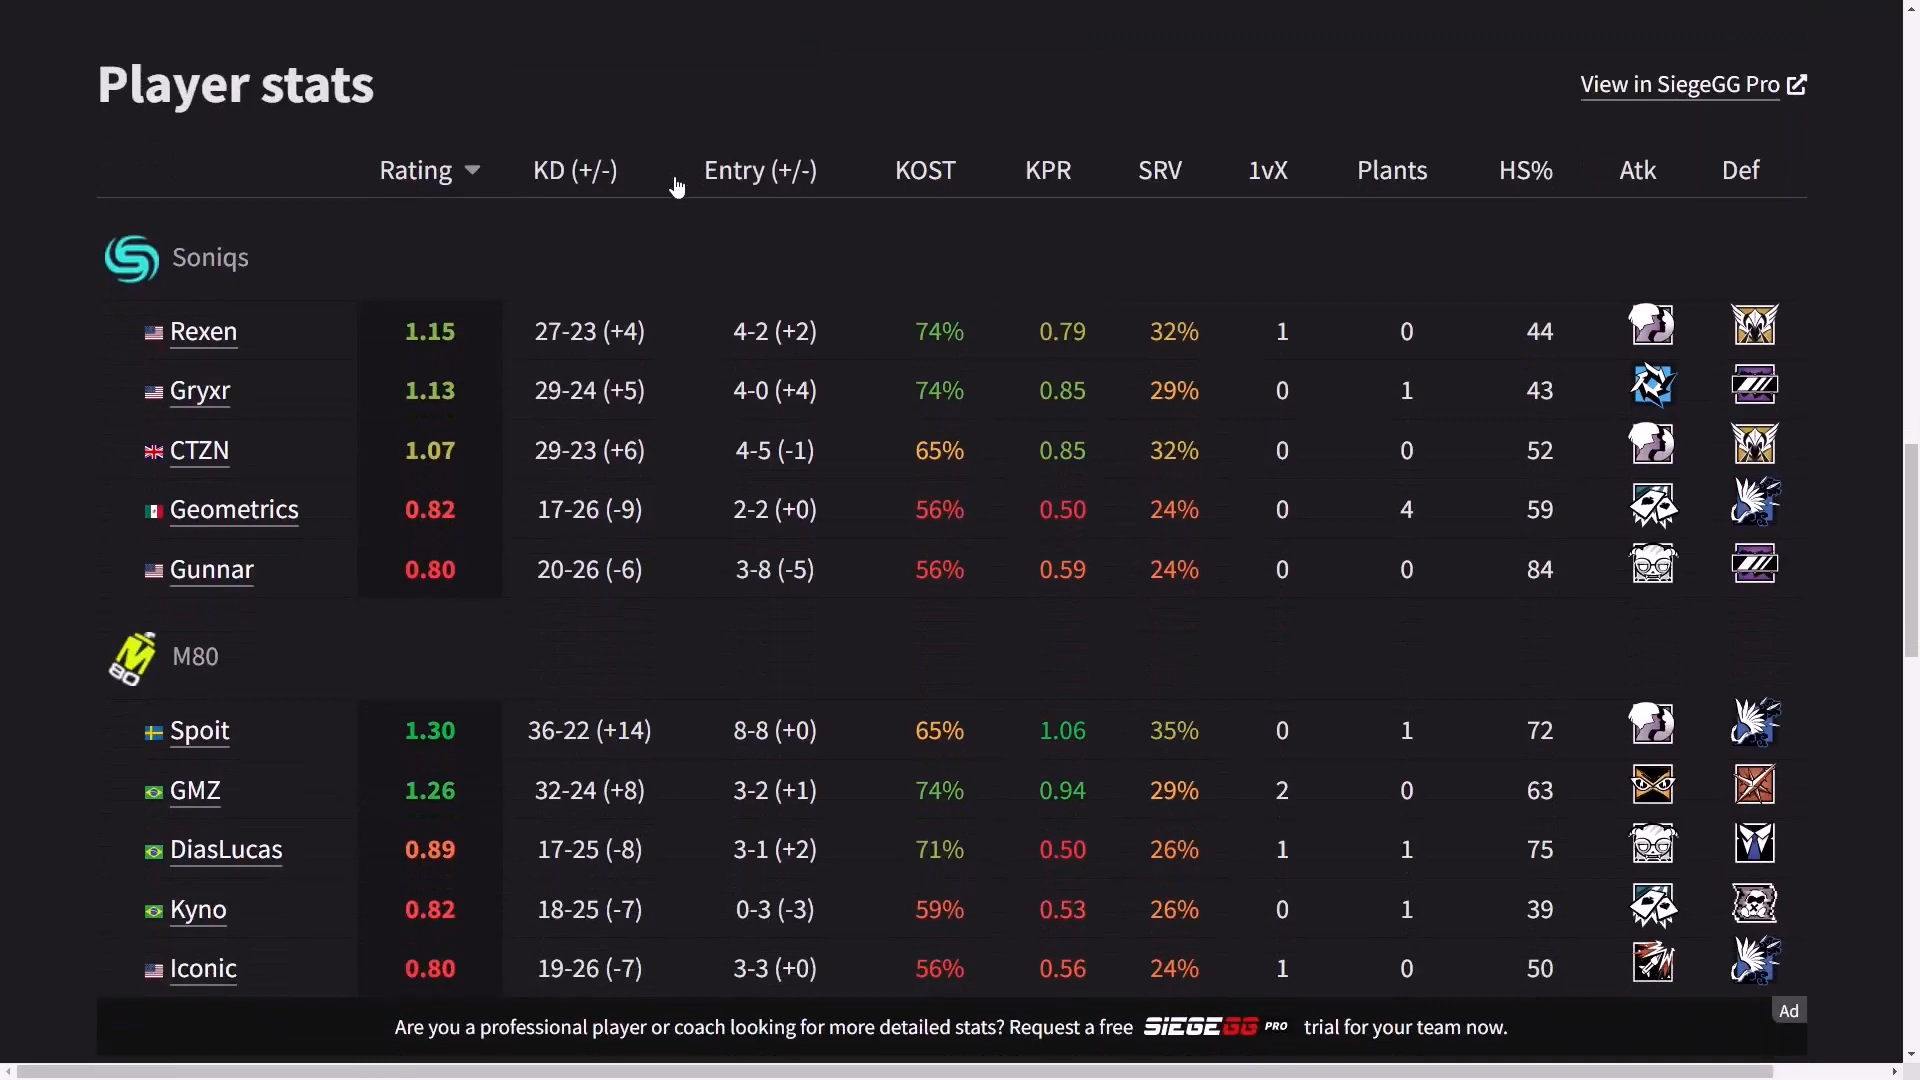 Player stats
View in SiegeGG Pro
Rating KD (+/-) Entry (+/-) KOST KPR SRV 1vX Plants HS% Atk Def
Soniqs
Rexen 1.15 27-23 (+4) 4-2 (+2) 74% 0.79 32% 1 0 44
Gryxr 1.13 29-24 (+5) 4-0 (+4) 74% 0.85 29% 0 1 43
CTZN 1.07 29-23 (+6) 4-5 (-1) 65% 0.85 32% 0 0 52
Geometrics 0.82 17-26 (-9) 2-2 (+0) 56% 0.50 24% 0 4 59
Gunnar 0.80 20-26 (-6) 3-8 (-5) 56% 0.59 24% 0 0 84
M 80 M80
Spoit 1.30 36-22 (+14) 8-8 (+0) 65% 1.06 35% 0 1 72
GMZ 1.26 32-24 (+8) 3-2 (+1) 74% 0.94 29% 2 0 63
DiasLucas 0.89 17-25 (-8) 3-1 (+2) 71% 0.50 26% 1 1 75
Kyno 0.82 18-25 (-7) 0-3 (-3) 59% 0.53 26% 0 1 39
Iconic 0.80 19-26 (-7) 3-3 (+0) 56% 0.56 24% 1 0 50
Ad
Are you a professional player or coach looking for more detailed stats? Request a free SIEGEGG PRO trial for your team now.